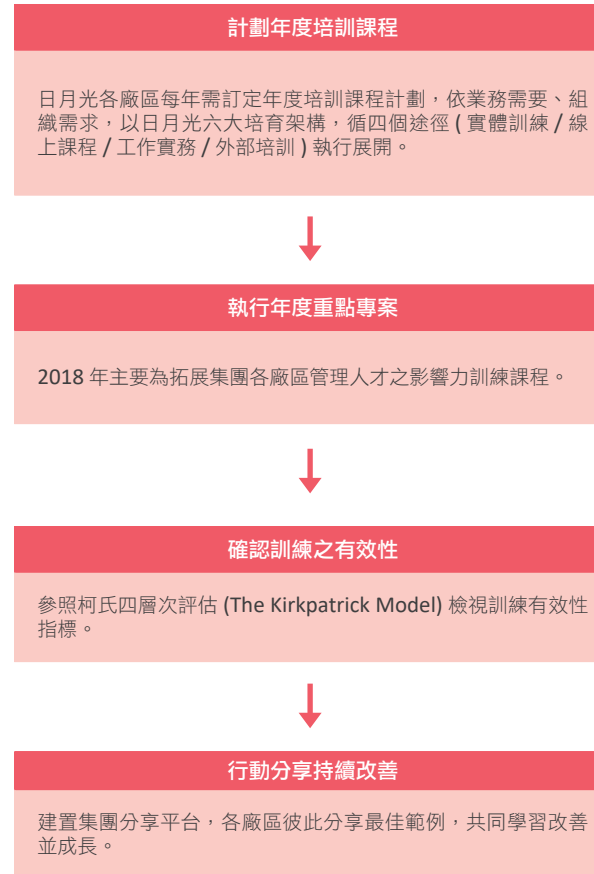 計劃年度培訓課程
日月光各廠區每年需訂定年度培訓課程計劃，依業務需要、組
織需求，以日月光六大培育架構，循四個途徑 ( 實體訓練 / 線
上課程 / 工作實務 / 外部培訓 ) 執行展開。
執行年度重點專案
2018 年主要為拓展集團各廠區管理人才之影響力訓練課程。
確認訓練之有效性
參照柯氏四層次評估 (The Kirkpatrick Model) 檢視訓練有效性
指標。
行動分享持續改善
建置集團分享平台，各廠區彼此分享最佳範例，共同學習改善
並成長。